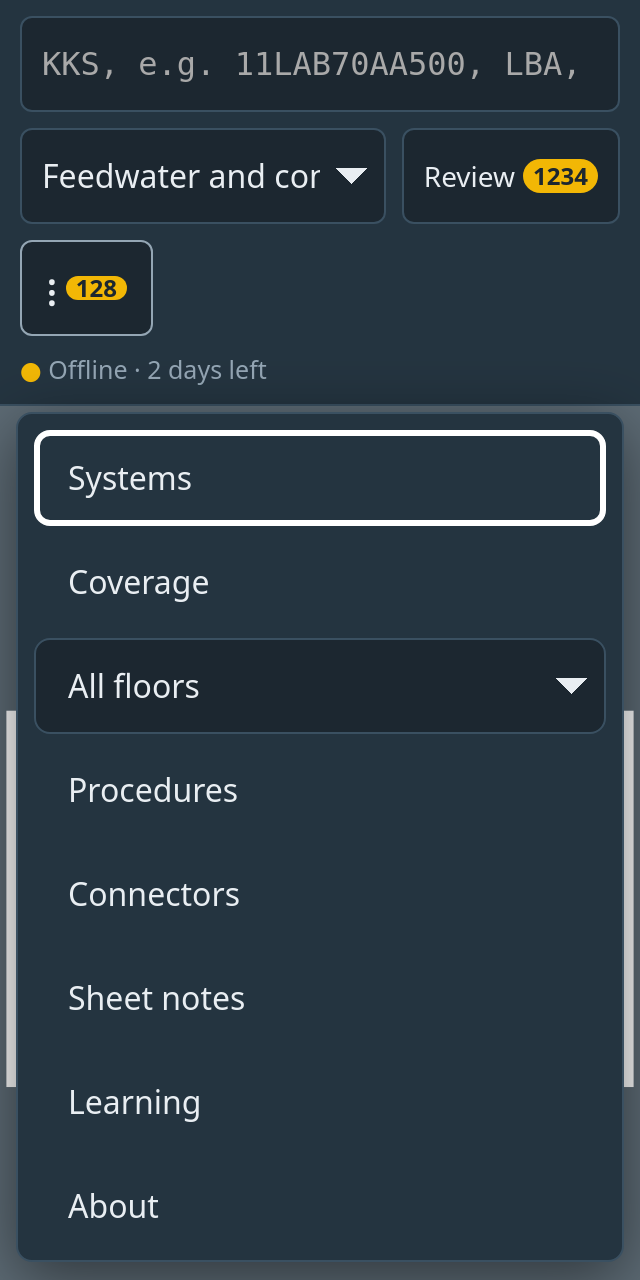 KKS, e.g. 11LAB70AA500, LBA,
Feedwater and cor
Review 1234
⋮ 128
Offline · 2 days left
Systems
Coverage
All floors
Procedures
Connectors
Sheet notes
Learning
About